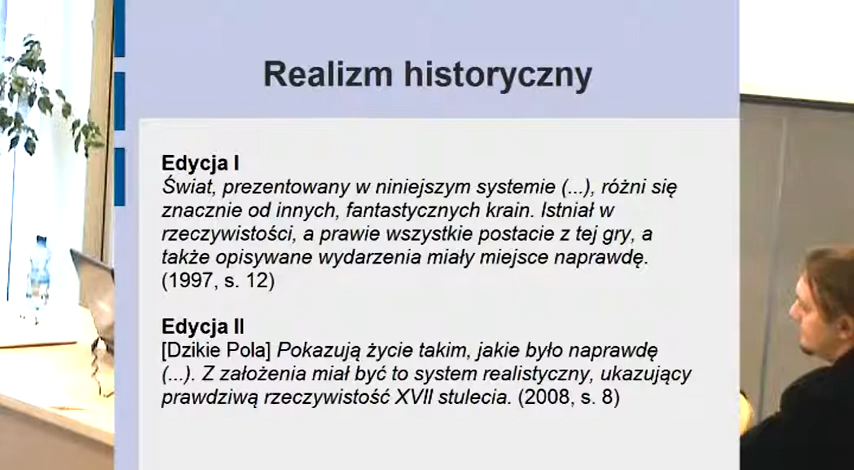 Realizm historyczny
Edycja I
Świat, prezentowany w niniejszym systemie (...), różni się
znacznie od innych, fantastycznych krain. Istniał w
rzeczywistości, a prawie wszystkie postacie z tej gry, a
także opisywane wydarzenia miały miejsce naprawdę.
(1997, s. 12)
Edycja II
[Dzikie Pola] Pokazują życie takim, jakie było naprawdę
(...). Z założenia miał być to system realistyczny, ukazujący
prawdziwą rzeczywistość XVII stulecia. (2008, s. 8)